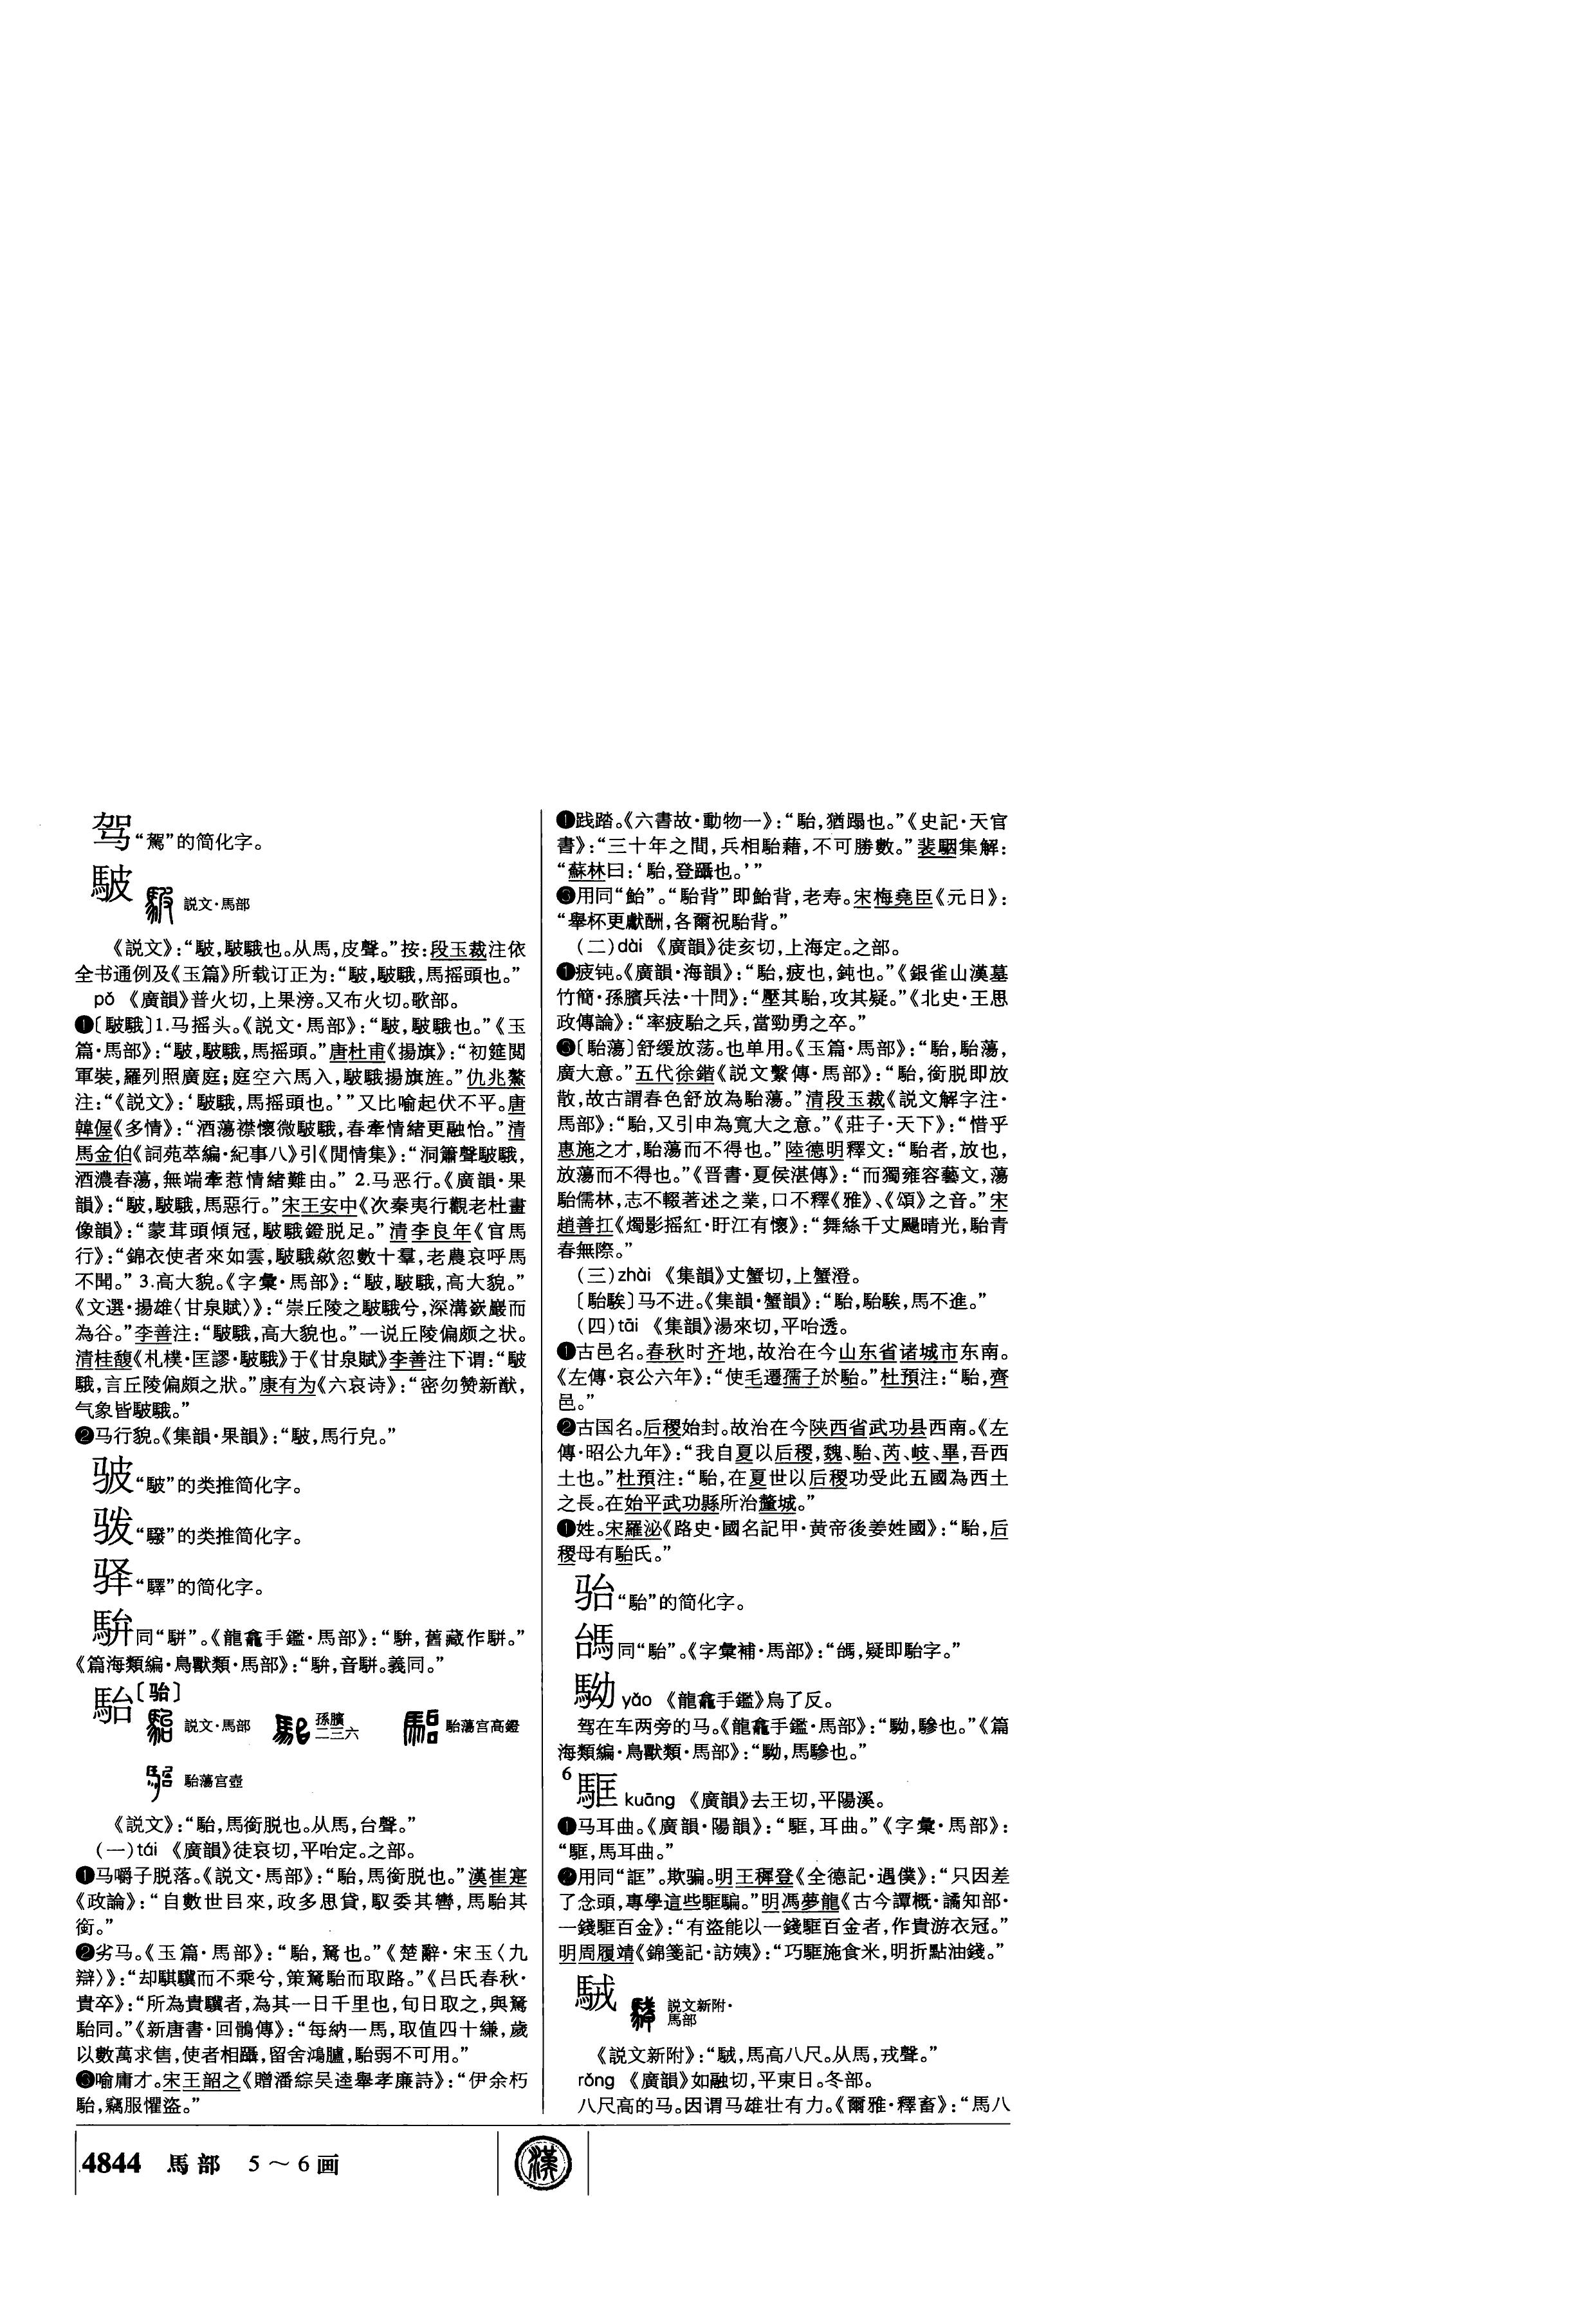 驾“駕”的简化字。
駊
説文·馬部
《説文》：“駊，駊騀也。从馬，皮聲。”按：段玉裁注依
全书通例及《玉篇》所载订正为：“駊，駊騀，馬摇頭也。”
pǒ 《廣韻》普火切，上果滂。又布火切。歌部。
❶〔駊騀〕1.马摇头。《説文·馬部》：“駊，駊騀也。”《玉
篇·馬部》：“駊，駊騀，馬摇頭。”唐杜甫《揚旗》：“初筵閲
軍裝，羅列照廣庭；庭空六馬入，駊騀揚旗旌。”仇兆鰲
注：“《説文》：‘駊騀，馬摇頭也。’”又比喻起伏不平。唐
韓偓《多情》：“酒蕩襟懷微駊騀，春牽情緒更融怡。”清
馬金伯《詞苑萃編·紀事八》引《閒情集》：“洞簫聲駊騀，
酒濃春蕩，無端牽惹情緒難由。”2.马恶行。《廣韻·果
韻》：“駊，駊騀，馬惡行。”宋王安中《次秦夷行觀老杜畫
像韻》：“蒙茸頭傾冠，駊騀鐙脱足。”清李良年《官馬
行》：“錦衣使者來如雲，駊騀歘忽數十羣，老農哀呼馬
不聞。”3.高大貌。《字彙·馬部》：“駊，駊騀，高大貌。”
《文選·揚雄〈甘泉賦〉》：“崇丘陵之駊騀兮，深溝嶔巖而
為谷。”李善注：“駊騀，高大貌也。”一说丘陵偏颇之状。
清桂馥《札樸·匡謬·駊騀》于《甘泉賦》李善注下谓：“駊
騀，言丘陵偏頗之狀。”康有为《六哀诗》：“密勿赞新猷，
气象皆駊騀。”
❷马行貌。《集韻·果韻》：“駊，馬行皃。”
𫘝“駊”的类推简化字。
𫘟“驋”的类推简化字。
驿“驛”的简化字。
駍同“駢”。《龍龕手鑑·馬部》：“駍，舊藏作駢。”
《篇海類編·鳥獸類·馬部》：“駍，音駢。義同。”
駘〔骀〕
説文·馬部 孫臏二三六 駘蕩宫高鐙
駘蕩宫壺
《説文》：“駘，馬銜脱也。从馬，台聲。”
（一）tái 《廣韻》徒哀切，平咍定。之部。
❶马嚼子脱落。《説文·馬部》：“駘，馬銜脱也。”漢崔寔
《政論》：“自數世㠯來，政多恩貸，馭委其轡，馬駘其
銜。”
❷劣马。《玉篇·馬部》：“駘，駑也。”《楚辭·宋玉〈九
辯〉》：“却騏驥而不乘兮，策駑駘而取路。”《吕氏春秋·
貴卒》：“所為貴驥者，為其一日千里也，旬日取之，與駑
駘同。”《新唐書·回鶻傳》：“每納一馬，取值四十縑，歲
以數萬求售，使者相躡，留舍鴻臚，駘弱不可用。”
❸喻庸才。宋王韶之《贈潘綜吴逵舉孝廉詩》：“伊余朽
駘，竊服懼盜。”
❶践踏。《六書故·動物一》：“駘，猶蹋也。”《史記·天官
書》：“三十年之間，兵相駘藉，不可勝數。”裴駰集解：
“蘇林曰：‘駘，登躡也。’”
❸用同“鮐”。“駘背”即鮐背，老寿。宋梅堯臣《元日》：
“舉杯更獻酬，各爾祝駘背。”
（二）dài 《廣韻》徒亥切，上海定。之部。
❶疲钝。《廣韻·海韻》：“駘，疲也，鈍也。”《銀雀山漢墓
竹簡·孫臏兵法·十問》：“壓其駘，攻其疑。”《北史·王思
政傳論》：“率疲駘之兵，當勁勇之卒。”
❸〔駘蕩〕舒缓放荡。也单用。《玉篇·馬部》：“駘，駘蕩，
廣大意。”五代徐鍇《説文繫傳·馬部》：“駘，銜脱即放
散，故古謂春色舒放為駘蕩。”清段玉裁《説文解字注·
馬部》：“駘，又引申為寬大之意。”《莊子·天下》：“惜乎
惠施之才，駘蕩而不得也。”陸德明釋文：“駘者，放也，
放蕩而不得也。”《晋書·夏侯湛傳》：“而獨雍容藝文，蕩
駘儒林，志不輟著述之業，口不釋《雅》、《頌》之音。”宋
趙善扛《燭影摇紅·盱江有懷》：“舞絲千丈颺晴光，駘青
春無際。”
（三）zhài 《集韻》丈蟹切，上蟹澄。
〔駘騃〕马不进。《集韻·蟹韻》：“駘，駘騃，馬不進。”
（四）tāi 《集韻》湯來切，平咍透。
❶古邑名。春秋时齐地，故治在今山东省诸城市东南。
《左傳·哀公六年》：“使毛遷孺子於駘。”杜預注：“駘，齊
邑。”
❷古国名。后稷始封。故治在今陕西省武功县西南。《左
傳·昭公九年》：“我自夏以后稷，魏、駘、芮、岐、畢，吾西
土也。”杜預注：“駘，在夏世以后稷功受此五國為西土
之長。在始平武功縣所治釐城。”
❶姓。宋羅泌《路史·國名記甲·黄帝後姜姓國》：“駘，后
稷母有駘氏。”
骀“駘”的简化字。
䭆同“駘”。《字彙補·馬部》：“䭆，疑即駘字。”
駠yǎo 《龍龕手鑑》烏了反。
驾在车两旁的马。《龍龕手鑑·馬部》：“駠，驂也。”《篇
海類編·鳥獸類·馬部》：“駠，馬驂也。”
6
駏kuāng 《廣韻》去王切，平陽溪。
❶马耳曲。《廣韻·陽韻》：“駏，耳曲。”《字彙·馬部》：
“駏，馬耳曲。”
❷用同“誆”。欺骗。明王穉登《全德記·遇僕》：“只因差
了念頭，專學這些駏騙。”明馮夢龍《古今譚概·譎知部·
一錢駏百金》：“有盜能以一錢駏百金者，作貴游衣冠。”
明周履靖《錦箋記·訪姨》：“巧駏施食米，明折點油錢。”
駥
説文新附·
馬部
《説文新附》：“駥，馬高八尺。从馬，戎聲。”
róng 《廣韻》如融切，平東日。冬部。
八尺高的马。因谓马雄壮有力。《爾雅·釋畜》：“馬八
4844 馬部 5～6画
漢